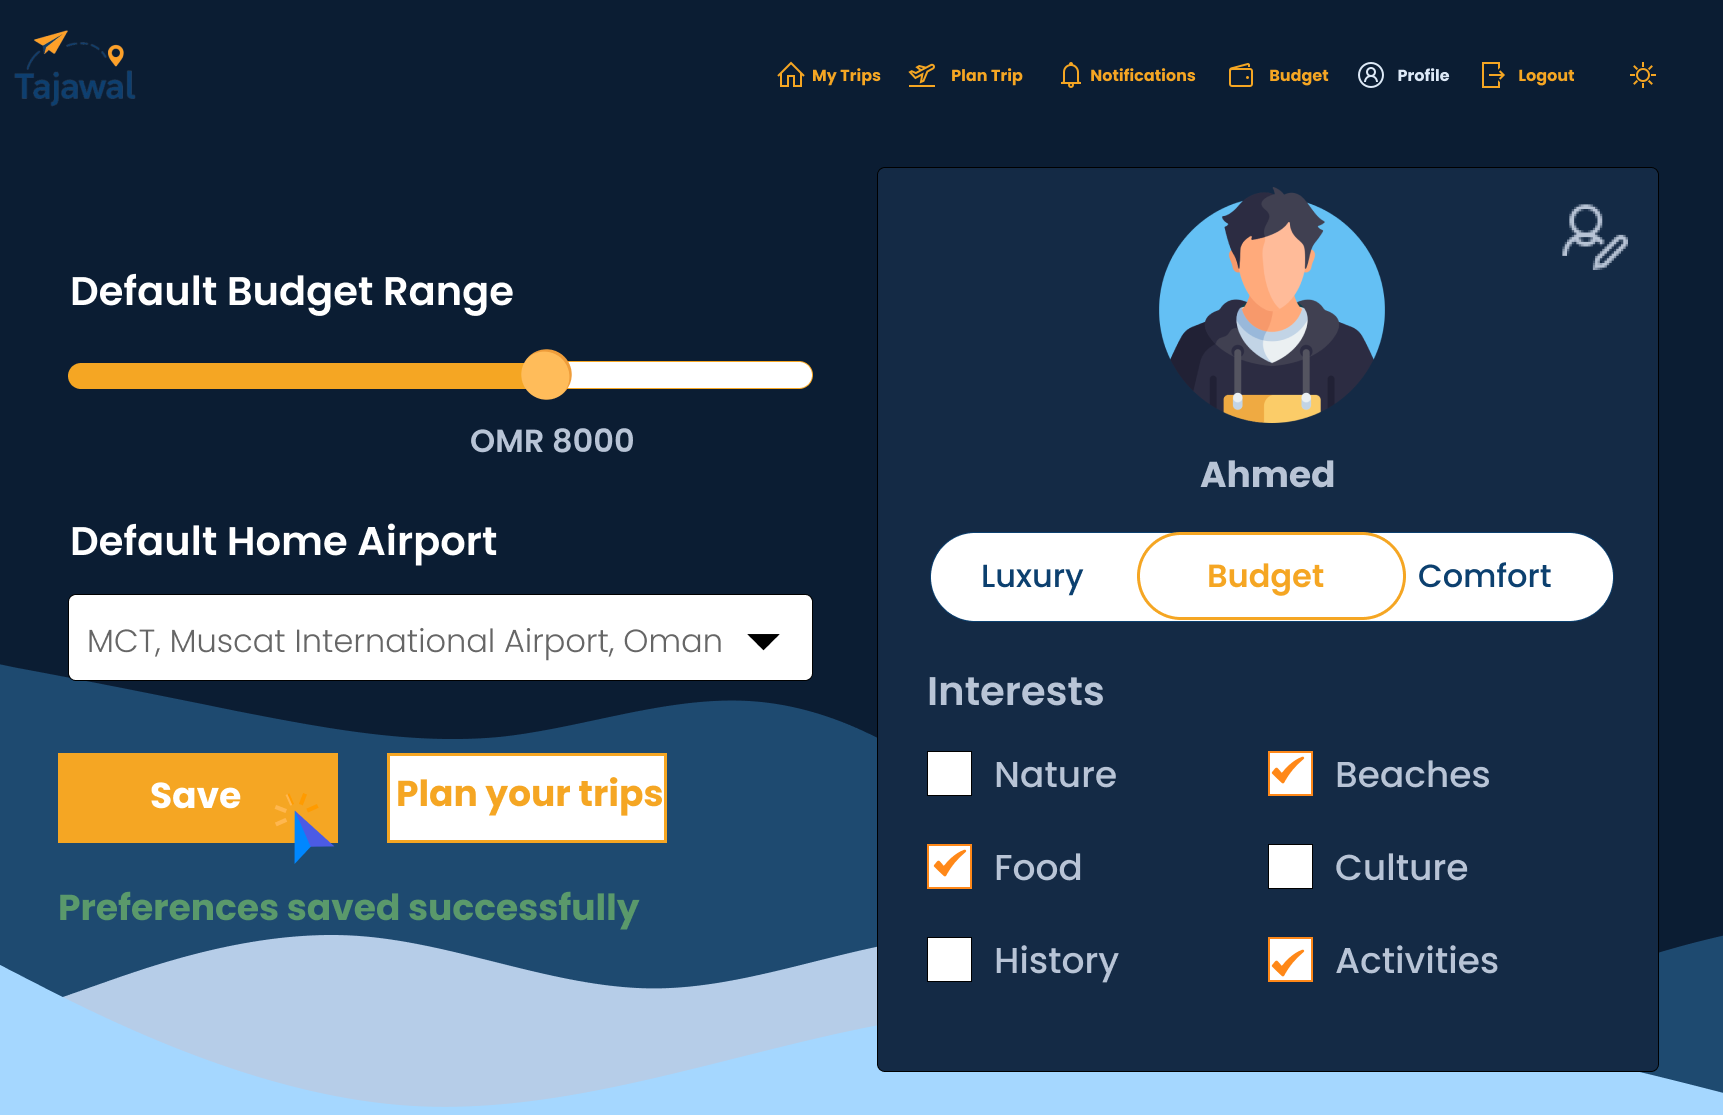 Tajawal
My Trips
Plan Trip
Notifications
Budget
Profile
Logout
Default Budget Range
OMR 8000
Default Home Airport
MCT, Muscat International Airport, Oman
Save
Plan your trips
Preferences saved successfully
Ahmed
Luxury
Budget
Comfort
Interests
Nature
Beaches
Food
Culture
History
Activities